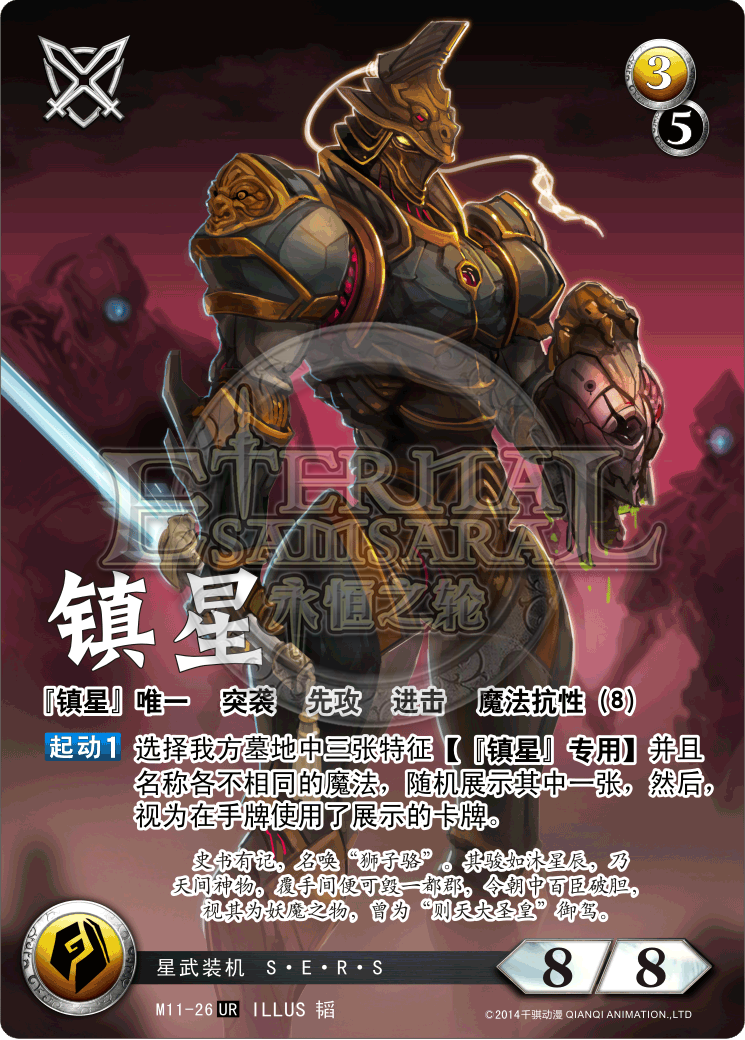 3
5
ETERNAL
SAMSARA
永恒之轮
镇星
『镇星』唯一 突袭 先攻 进击 魔法抗性（8）
起动1 选择我方墓地中三张特征【『镇星』专用】并且
名称各不相同的魔法，随机展示其中一张，然后，
视为在手牌使用了展示的卡牌。
史书有记，名唤“狮子骆”。其骏如沐星辰，乃
天间神物，覆手间便可毁一都郡，令朝中百臣破胆，
视其为妖魔之物，曾为“则天大圣皇”御驾。
星武装机 S·E·R·S
8 8
M11-26 UR ILLUS 韬
©2014千骐动漫 QIANQI ANIMATION.,LTD